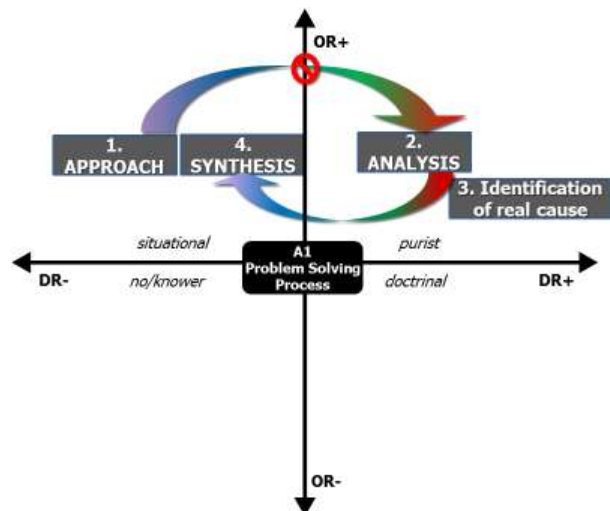 OR+
1.
APPROACH
4.
SYNTHESIS
2.
ANALYSIS
3. Identification
of real cause
situational
purist
A1
Problem Solving
Process
DR-
no/knower
doctrinal
DR+
OR-